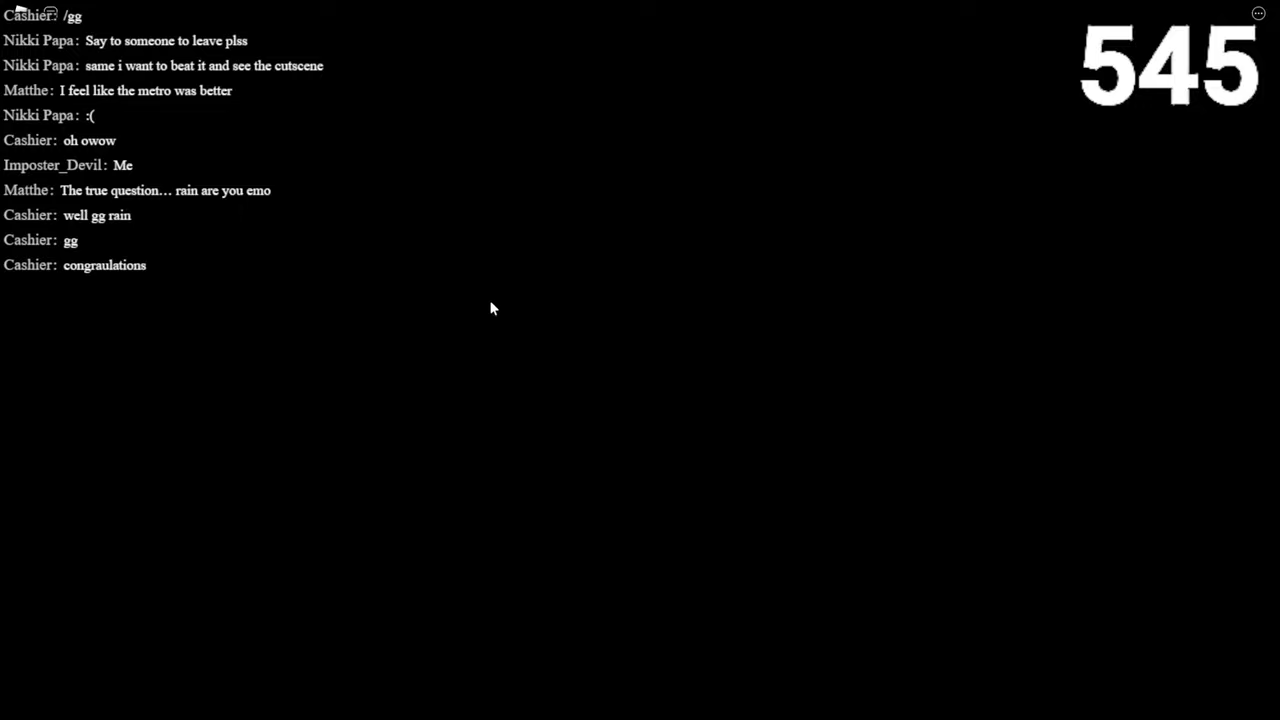 Cashier: /gg
545
Nikki Papa: Say to someone to leave plss
Nikki Papa: same i want to beat it and see the cutscene
Matthe: I feel like the metro was better
Nikki Papa: :(
Cashier: oh owow
Imposter_Devil: Me
Matthe: The true question... rain are you emo
Cashier: well gg rain
Cashier: gg
Cashier: congraulations